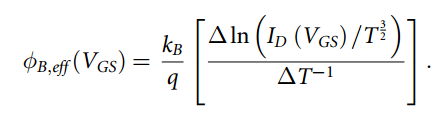 \phi_{B,eff}(V_{GS}) = \frac{k_B}{q} \left[ \frac{\Delta \ln \left( I_D (V_{GS}) / T^{\frac{3}{2}} \right)}{\Delta T^{-1}} \right].